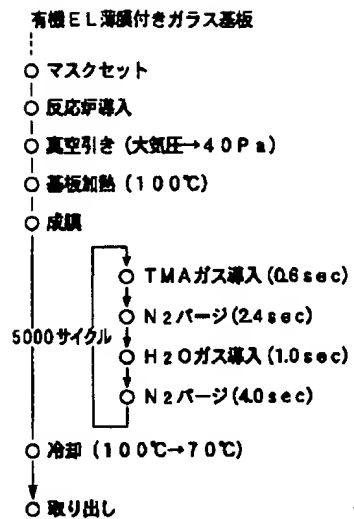 有機EL薄膜付きガラス基板
マスクセット
反応炉導入
真空引き (大気圧→40Pa)
基板加熱 (100℃)
成膜
TMAガス導入 (0.6sec)
N2パージ (2.4sec)
5000サイクル
H2Oガス導入 (1.0sec)
N2パージ (4.0sec)
冷却 (100℃→70℃)
取り出し